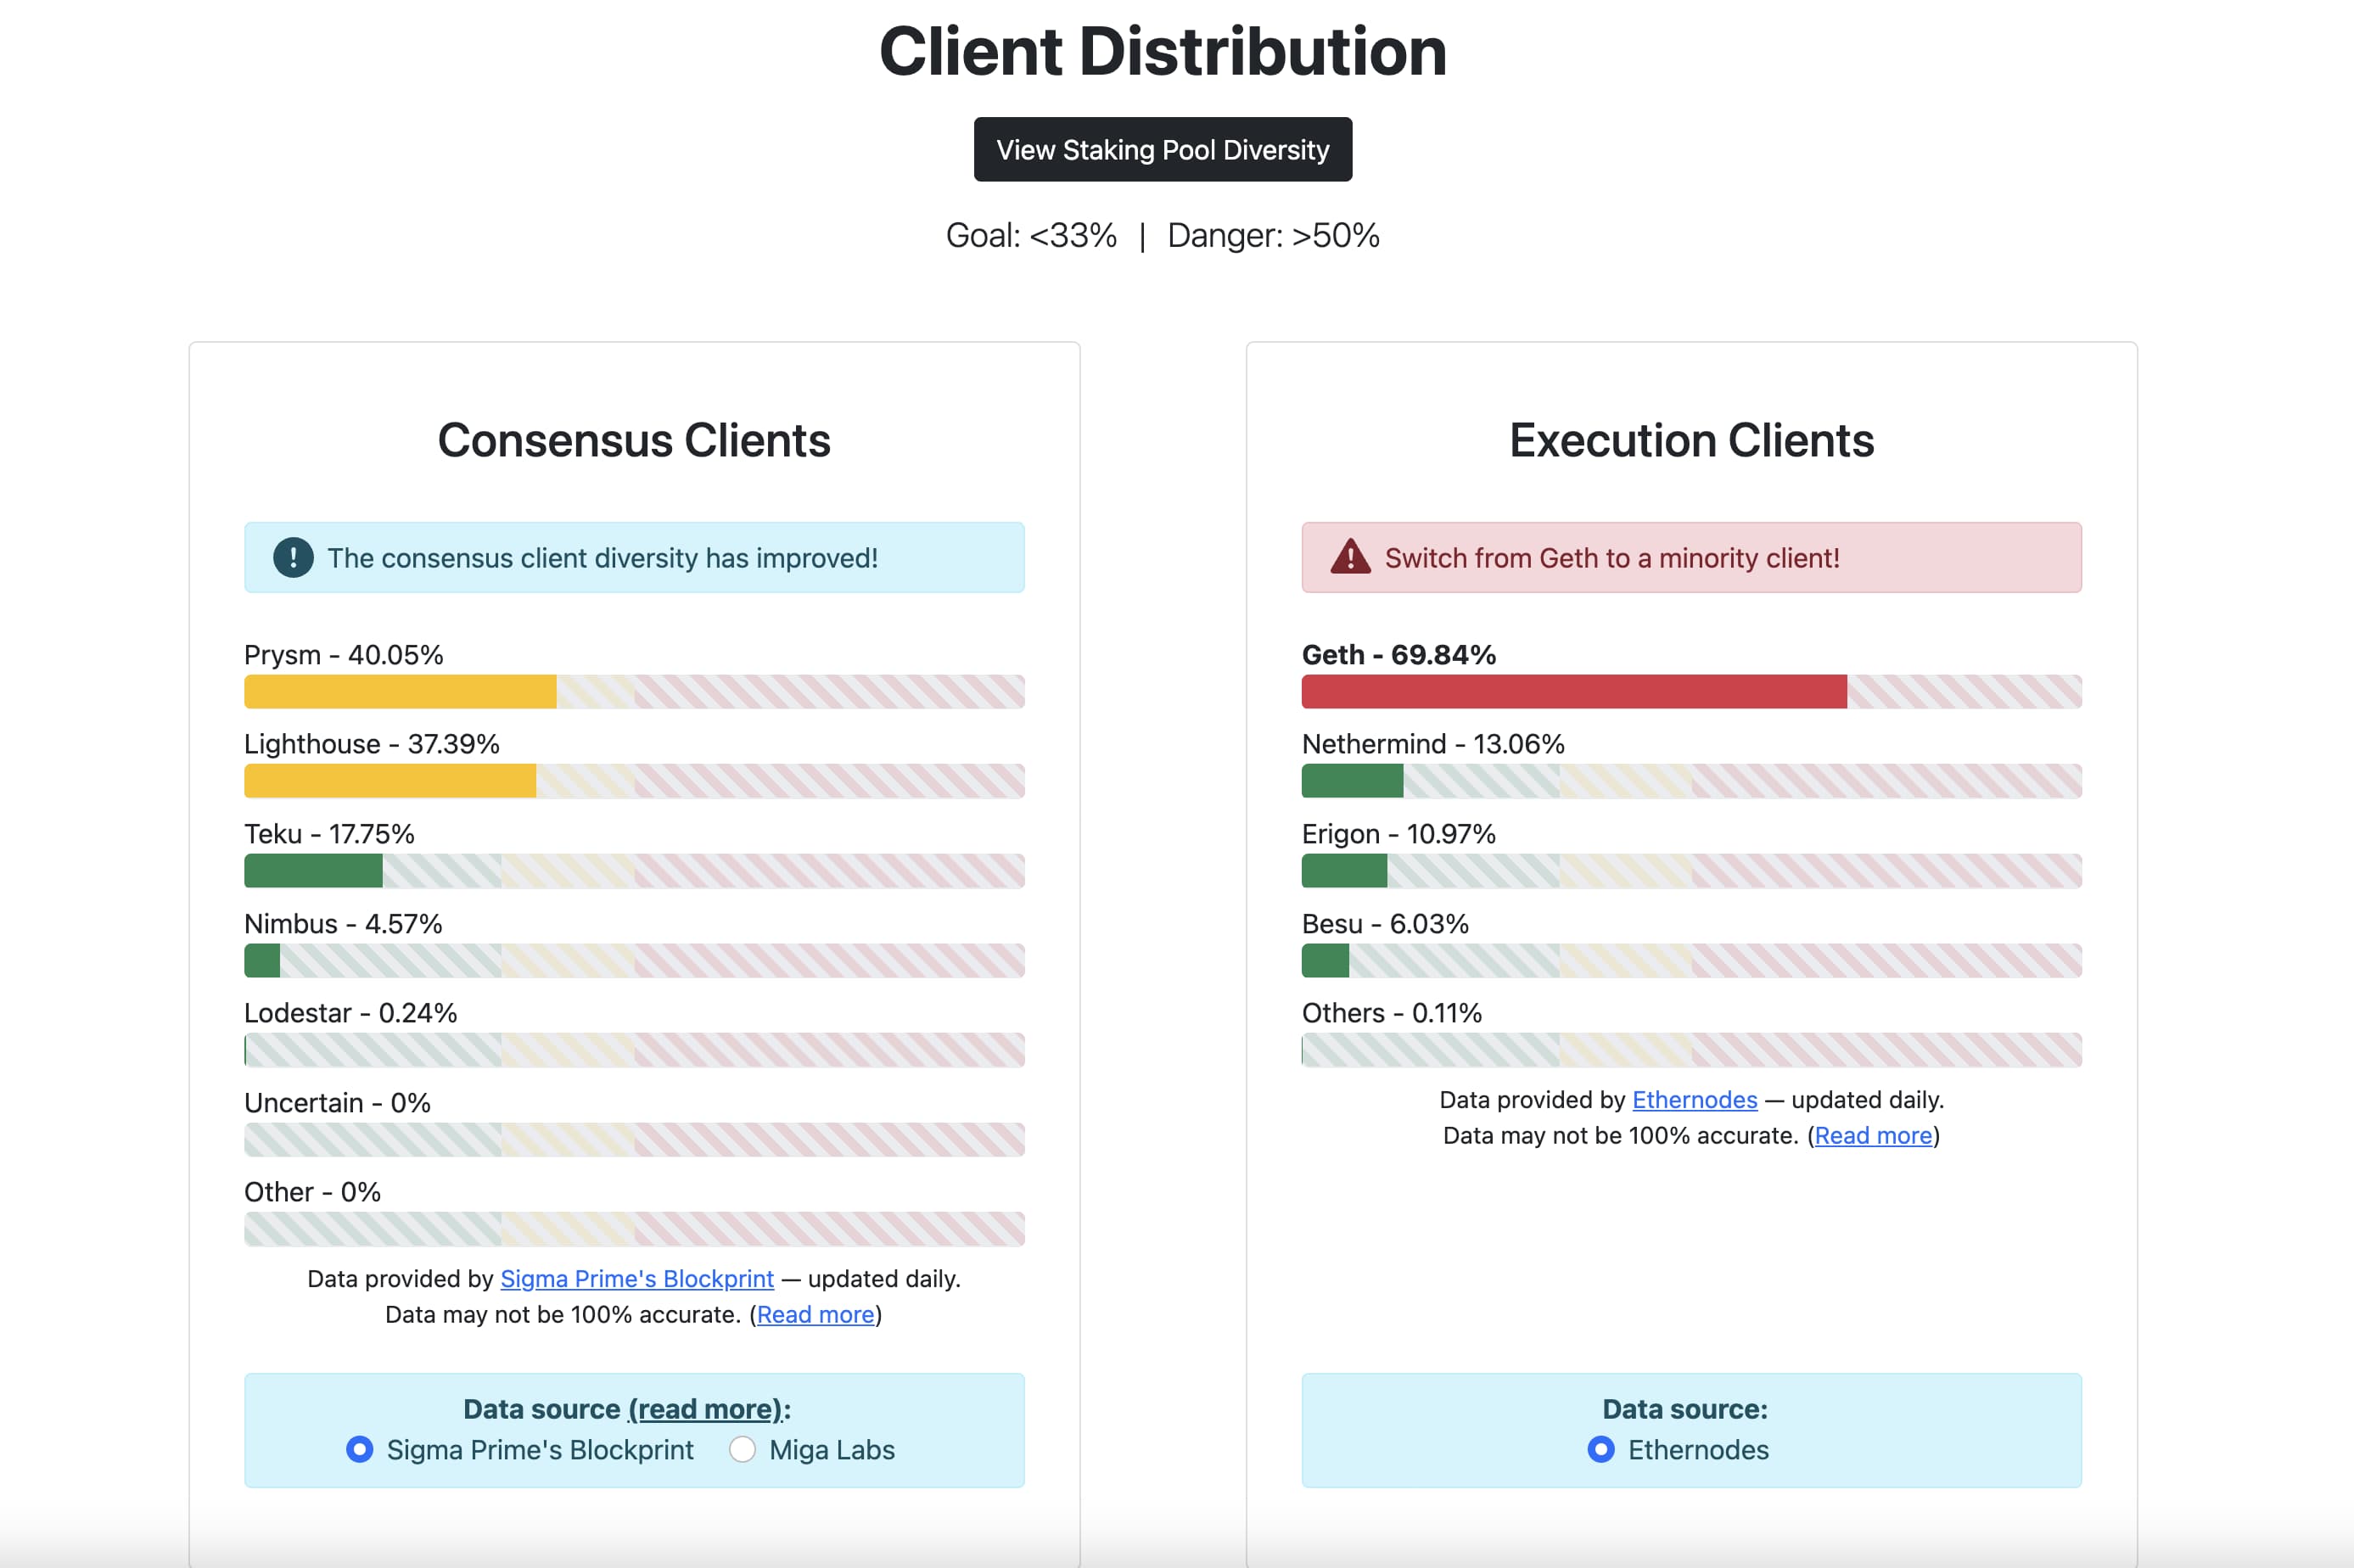 Client Distribution
View Staking Pool Diversity
Goal: <33% | Danger: >50%
Consensus Clients
! The consensus client diversity has improved!
Prysm - 40.05%
Lighthouse - 37.39%
Teku - 17.75%
Nimbus - 4.57%
Lodestar - 0.24%
Uncertain - 0%
Other - 0%
Data provided by Sigma Prime's Blockprint — updated daily.
Data may not be 100% accurate. (Read more)
Data source (read more):
Sigma Prime's Blockprint Miga Labs
Execution Clients
! Switch from Geth to a minority client!
Geth - 69.84%
Nethermind - 13.06%
Erigon - 10.97%
Besu - 6.03%
Others - 0.11%
Data provided by Ethernodes — updated daily.
Data may not be 100% accurate. (Read more)
Data source:
Ethernodes